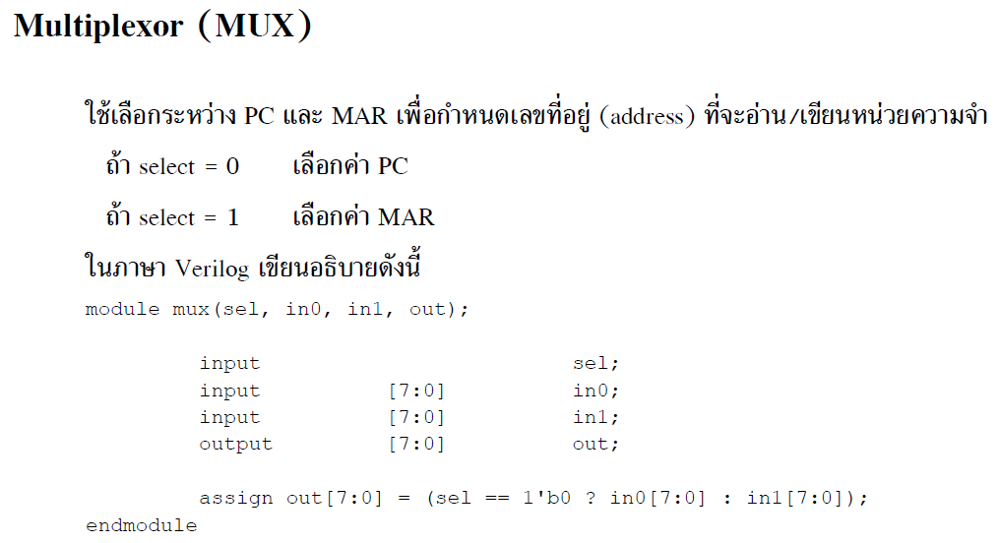 Multiplexor (MUX)
ใช้เลือกระหว่าง PC และ MAR เพื่อกำหนดเลขที่อยู่ (address) ที่จะอ่าน/เขียนหน่วยความจำ
ถ้า select = 0 เลือกค่า PC
ถ้า select = 1 เลือกค่า MAR
ในภาษา Verilog เขียนอธิบายดังนี้
module mux(sel, in0, in1, out);
input sel;
input [7:0] in0;
input [7:0] in1;
output [7:0] out;
assign out[7:0] = (sel == 1'b0 ? in0[7:0] : in1[7:0]);
endmodule